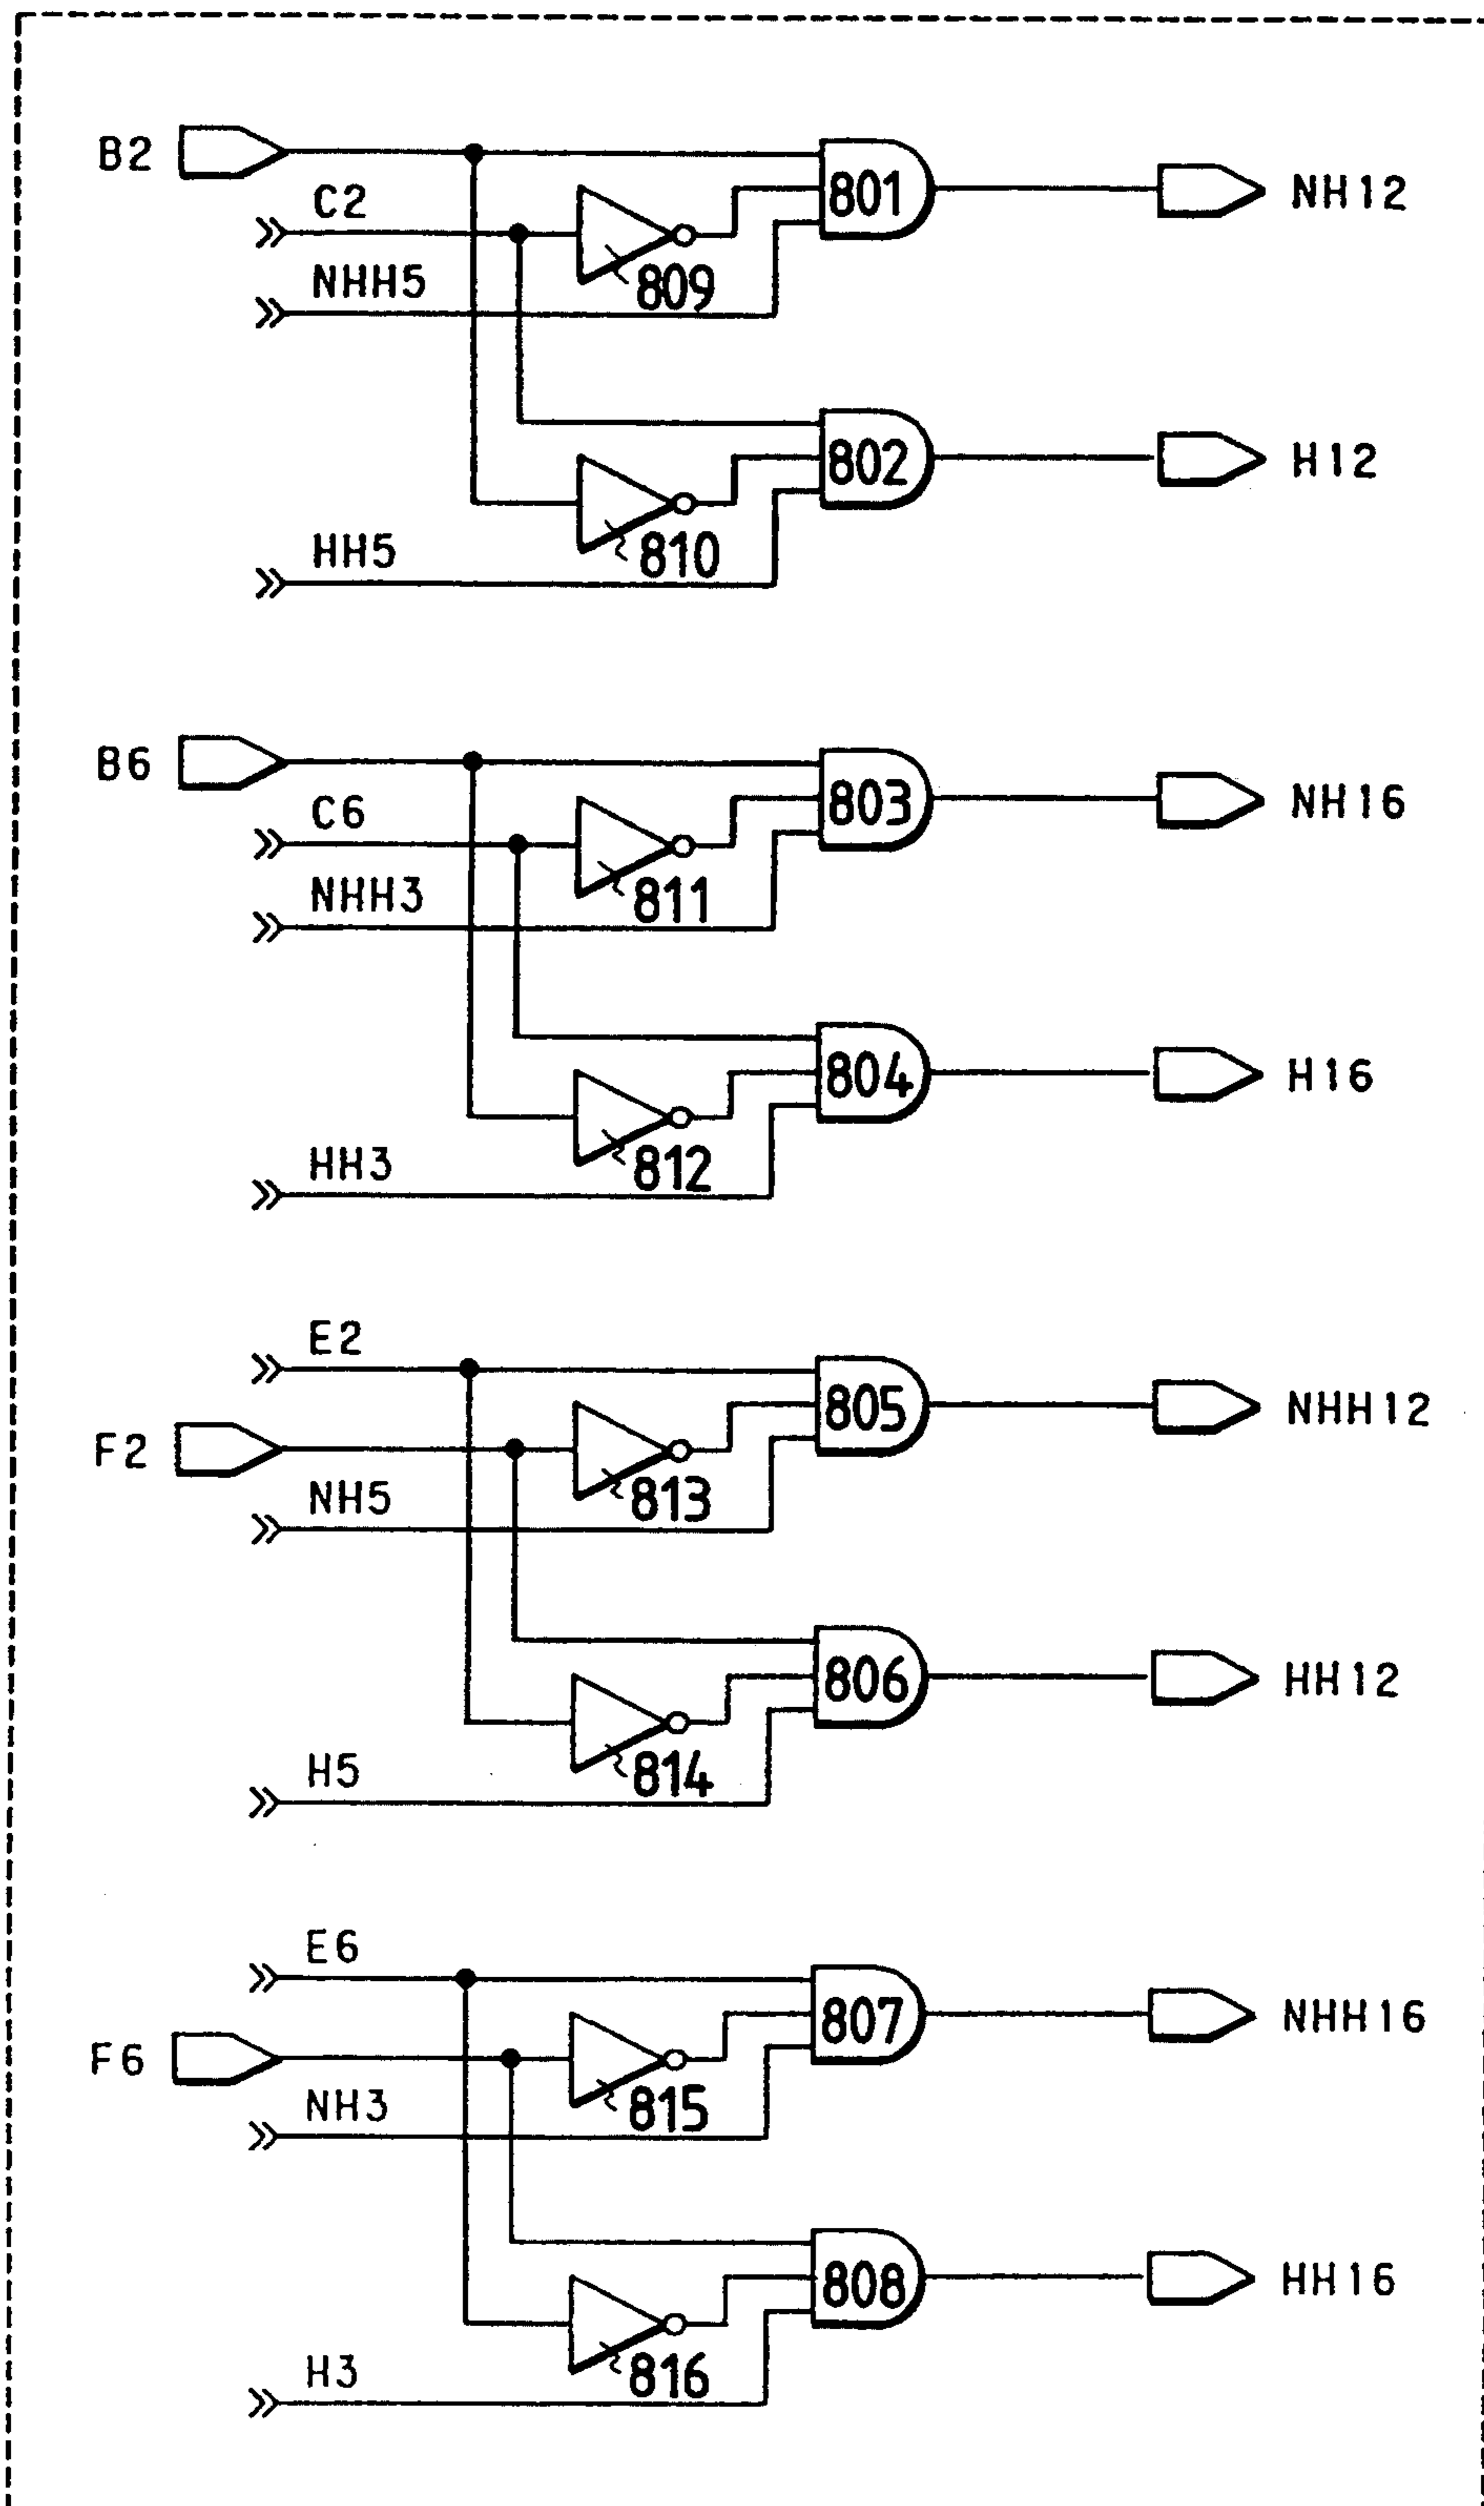 B2
C2
NHH5
801
NH12
809
802
H12
810
HH5
B6
C6
NHH3
803
NH16
811
804
H16
812
HH3
E2
F2
NH5
805
NHH12
813
806
HH12
814
H5
E6
F6
NH3
807
NHH16
815
808
HH16
816
H3